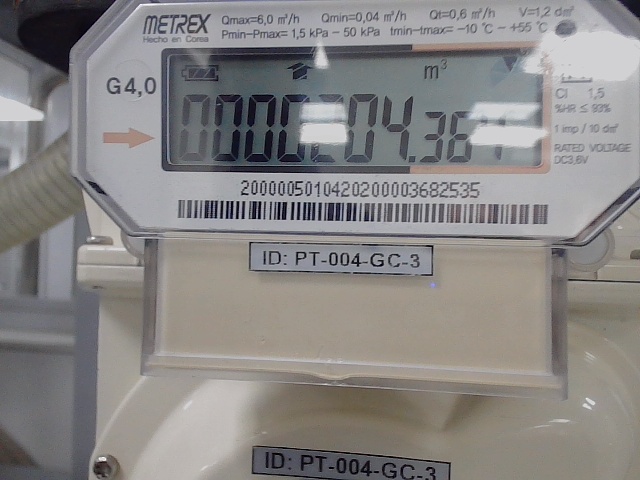 METREX
Hecho en Corea
Qmax=6,0 m³/h Qmin=0,04 m³/h Qt=0,6 m³/h V=1,2 dm³
Pmin-Pmax= 1,5 kPa - 50 kPa tmin-tmax= -10 °C - +55 °C
G4,0
m³
Cl 1,5
%HR ≤ 93%
1 imp / 10 dm³
RATED VOLTAGE
DC3,6V
20000050104202000003682535
ID: PT-004-GC-3
ID: PT-004-GC-3